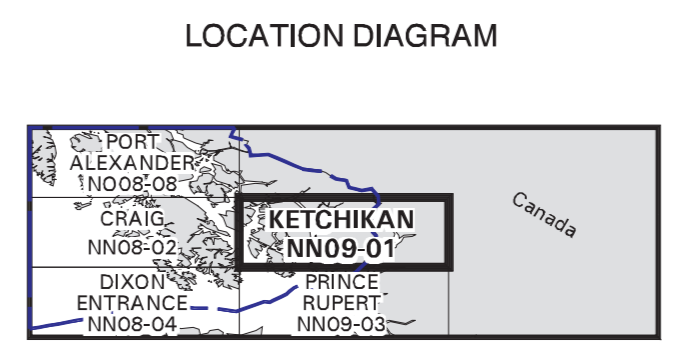 LOCATION DIAGRAM
PORT
ALEXANDER
NO08-08
Canada
CRAIG
NN08-02
KETCHIKAN
NN09-01
DIXON
ENTRANCE
NN08-04
PRINCE
RUPERT
NN09-03